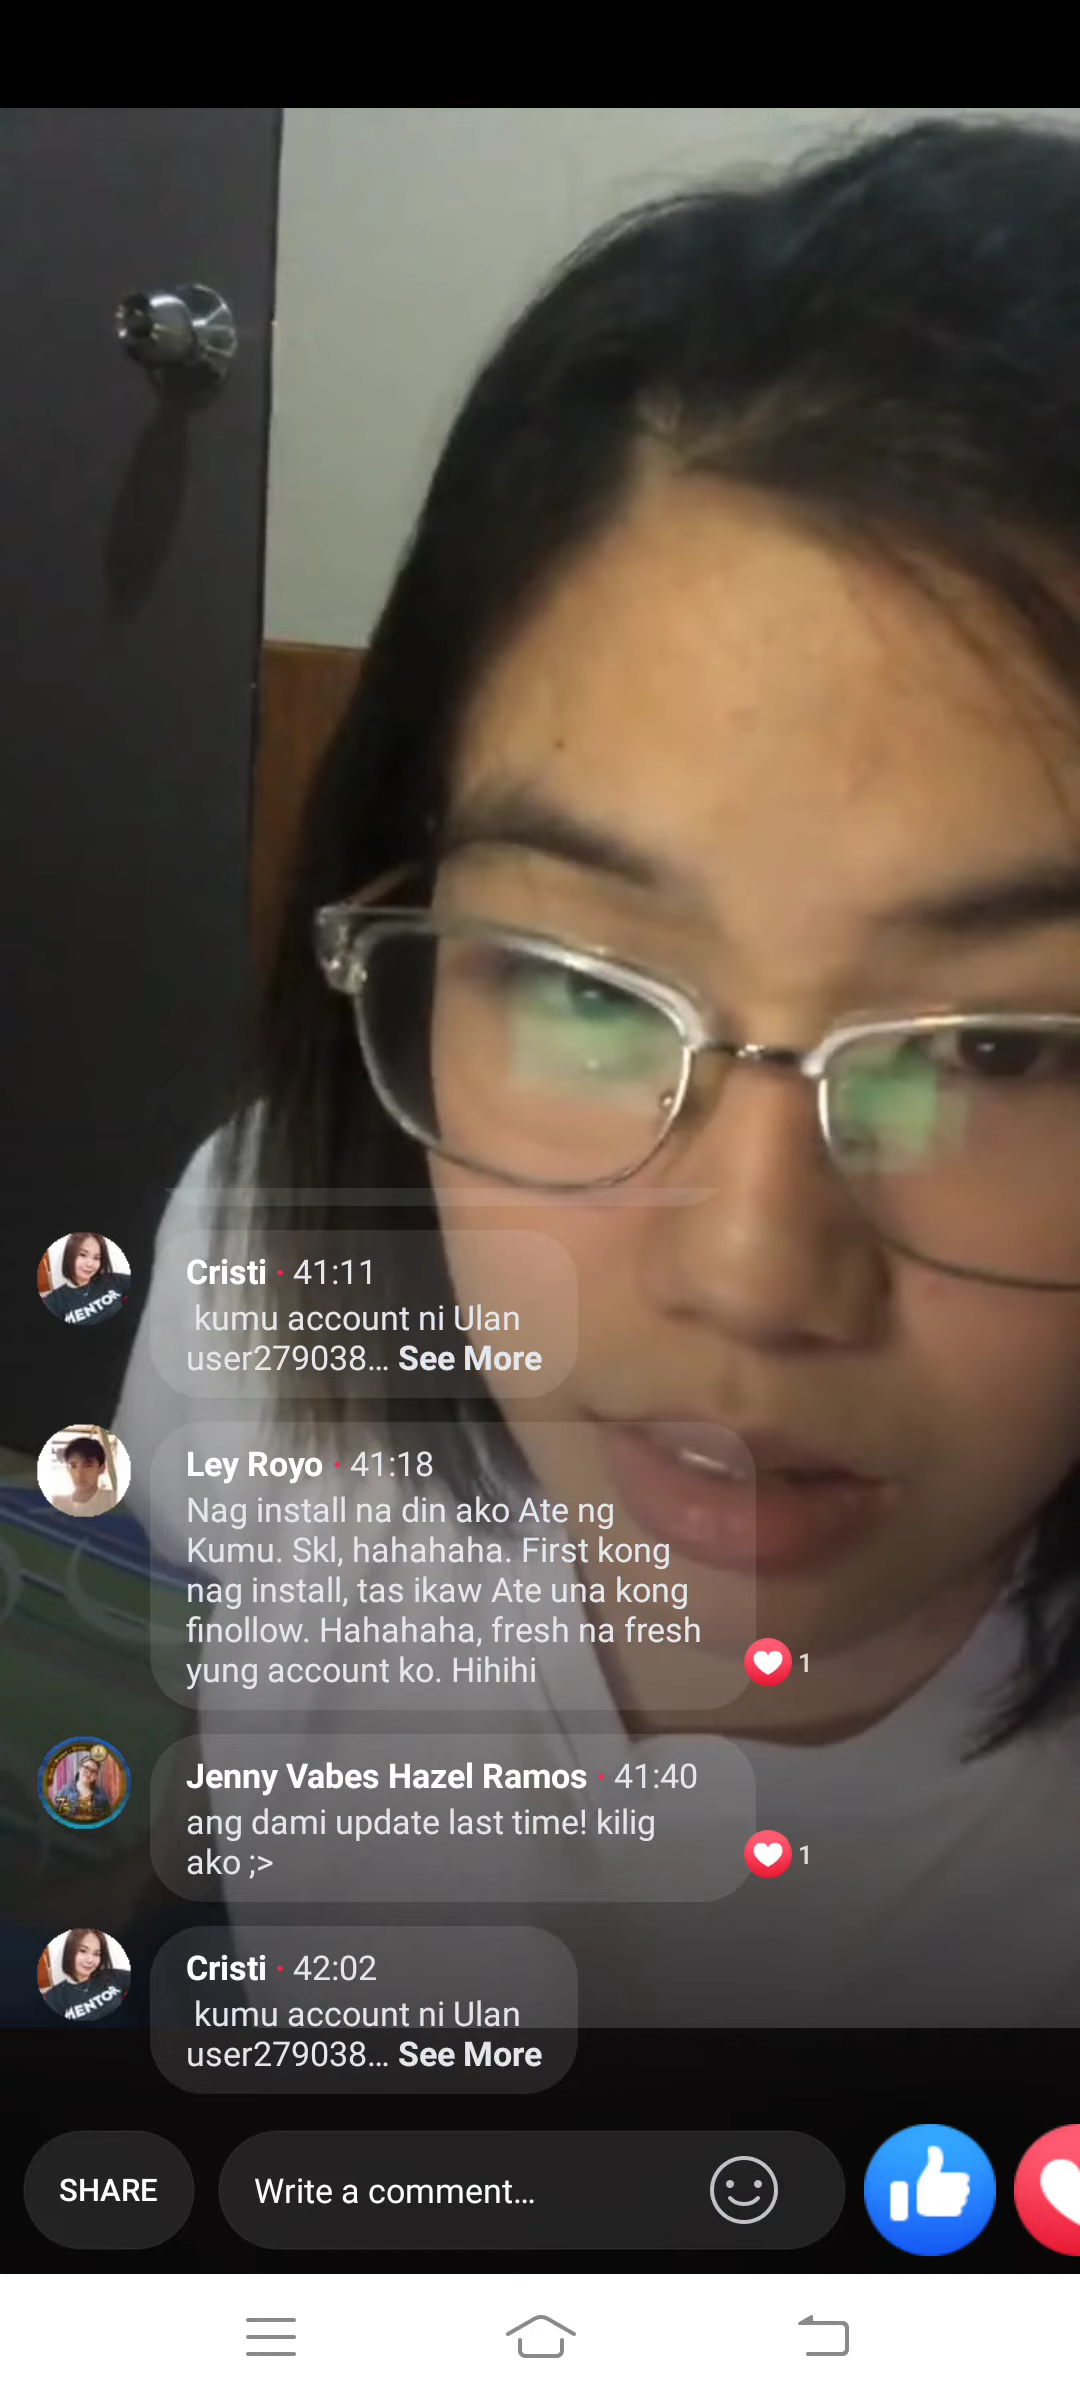 Cristi · 41:11
kumu account ni Ulan
user279038... See More
MENTOR
Ley Royo · 41:18
Nag install na din ako Ate ng
Kumu. Skl, hahahaha. First kong
nag install, tas ikaw Ate una kong
finollow. Hahahaha, fresh na fresh
yung account ko. Hihihi
1
Jenny Vabes Hazel Ramos · 41:40
ang dami update last time! kilig
ako ;>
1
Cristi · 42:02
kumu account ni Ulan
user279038... See More
MENTOR
SHARE
Write a comment...